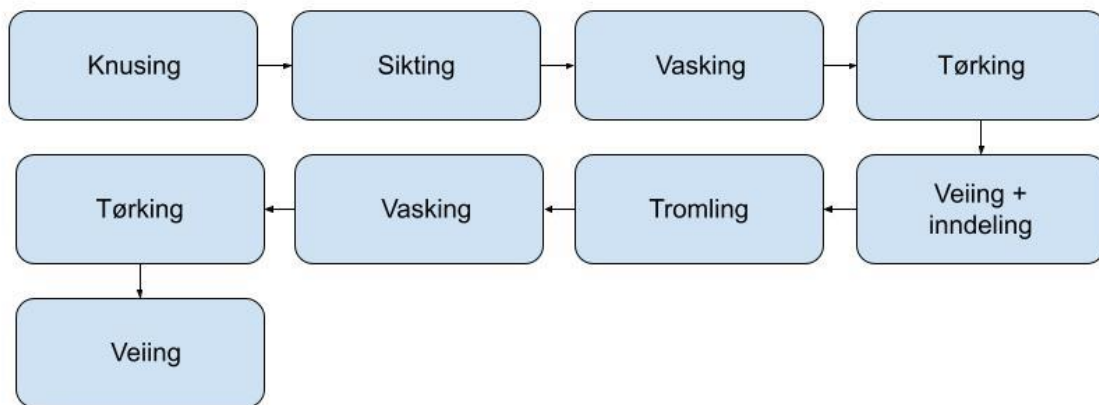 Knusing
Sikting
Vasking
Tørking
Veiing +
inndeling
Tromling
Vasking
Tørking
Veiing